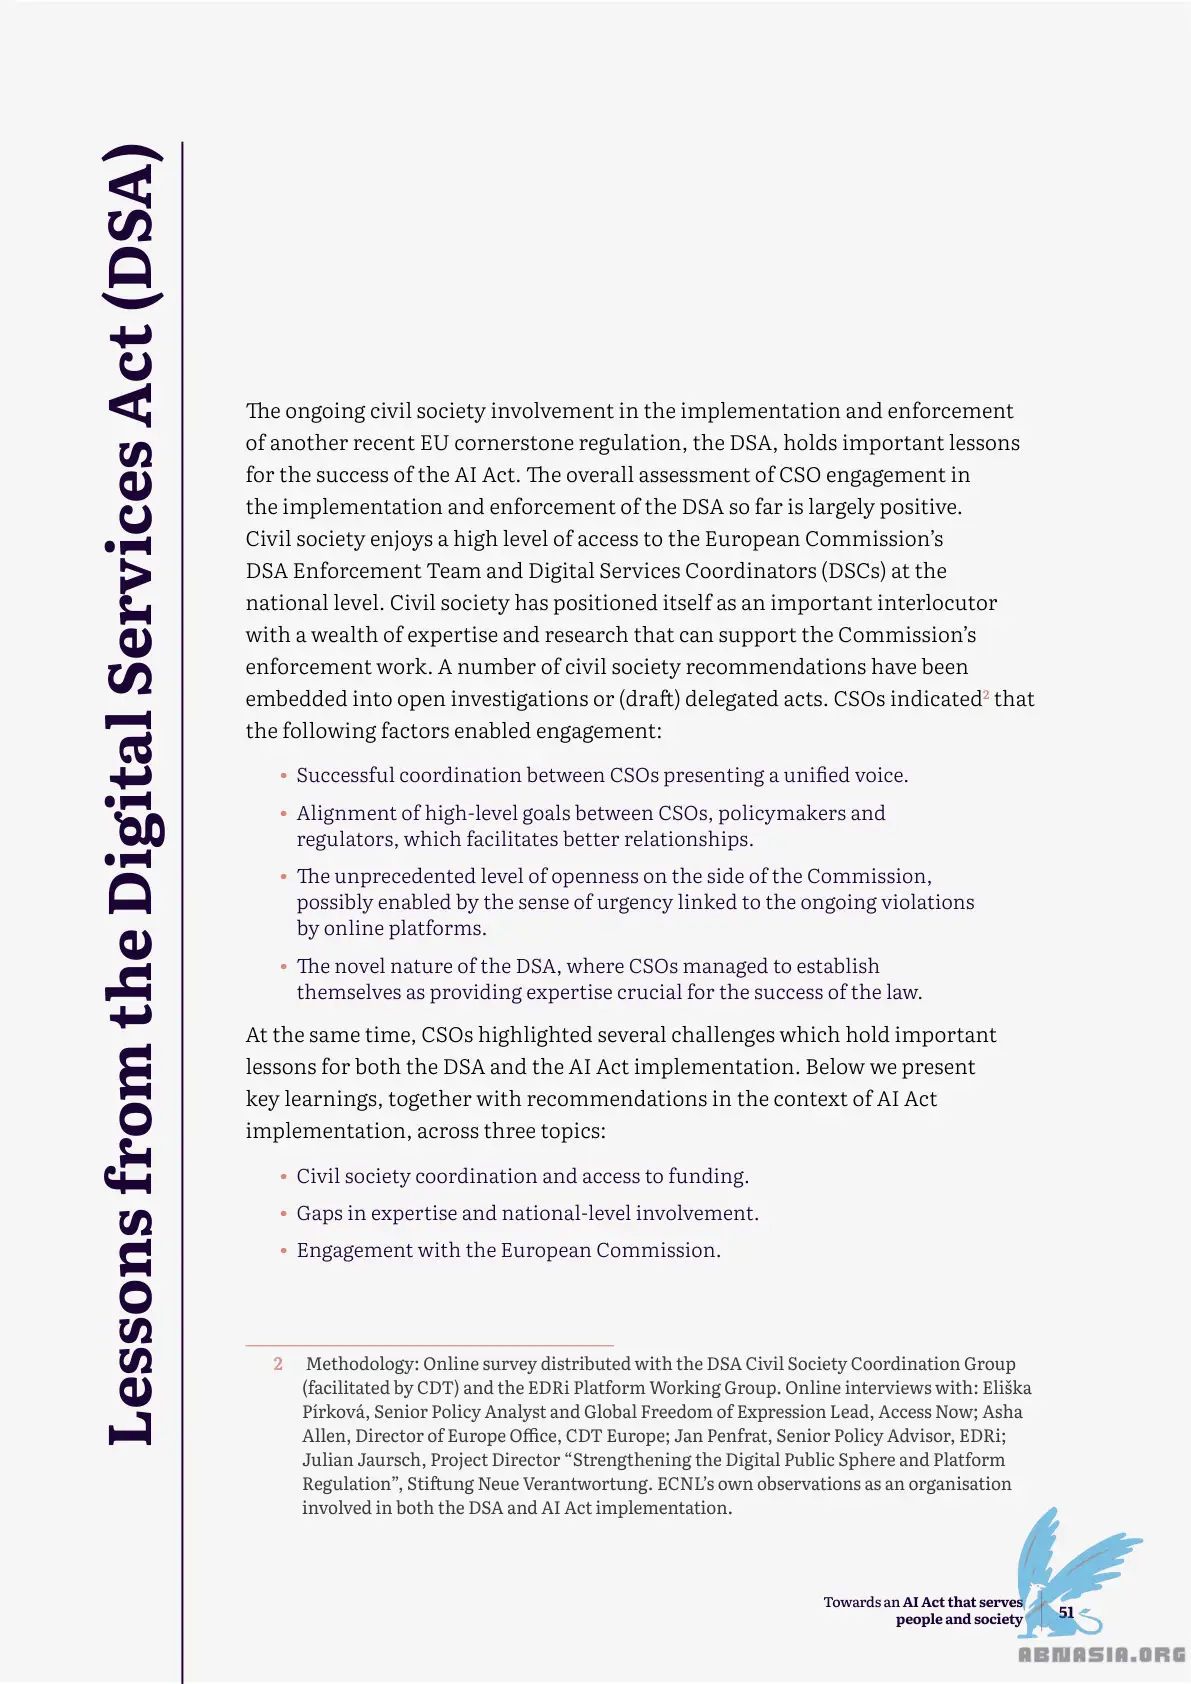 Lessons from the Digital Services Act (DSA)
The ongoing civil society involvement in the implementation and enforcement
of another recent EU cornerstone regulation, the DSA, holds important lessons
for the success of the AI Act. The overall assessment of CSO engagement in
the implementation and enforcement of the DSA so far is largely positive.
Civil society enjoys a high level of access to the European Commission’s
DSA Enforcement Team and Digital Services Coordinators (DSCs) at the
national level. Civil society has positioned itself as an important interlocutor
with a wealth of expertise and research that can support the Commission’s
enforcement work. A number of civil society recommendations have been
embedded into open investigations or (draft) delegated acts. CSOs indicated2 that
the following factors enabled engagement:
• Successful coordination between CSOs presenting a unified voice.
• Alignment of high-level goals between CSOs, policymakers and
regulators, which facilitates better relationships.
• The unprecedented level of openness on the side of the Commission,
possibly enabled by the sense of urgency linked to the ongoing violations
by online platforms.
• The novel nature of the DSA, where CSOs managed to establish
themselves as providing expertise crucial for the success of the law.
At the same time, CSOs highlighted several challenges which hold important
lessons for both the DSA and the AI Act implementation. Below we present
key learnings, together with recommendations in the context of AI Act
implementation, across three topics:
• Civil society coordination and access to funding.
• Gaps in expertise and national-level involvement.
• Engagement with the European Commission.
2 Methodology: Online survey distributed with the DSA Civil Society Coordination Group
(facilitated by CDT) and the EDRi Platform Working Group. Online interviews with: Eliška
Pírková, Senior Policy Analyst and Global Freedom of Expression Lead, Access Now; Asha
Allen, Director of Europe Office, CDT Europe; Jan Penfrat, Senior Policy Advisor, EDRi;
Julian Jaursch, Project Director “Strengthening the Digital Public Sphere and Platform
Regulation”, Stiftung Neue Verantwortung. ECNL’s own observations as an organisation
involved in both the DSA and AI Act implementation.
Towards an AI Act that serves
people and society
51
ABNASIA.ORG